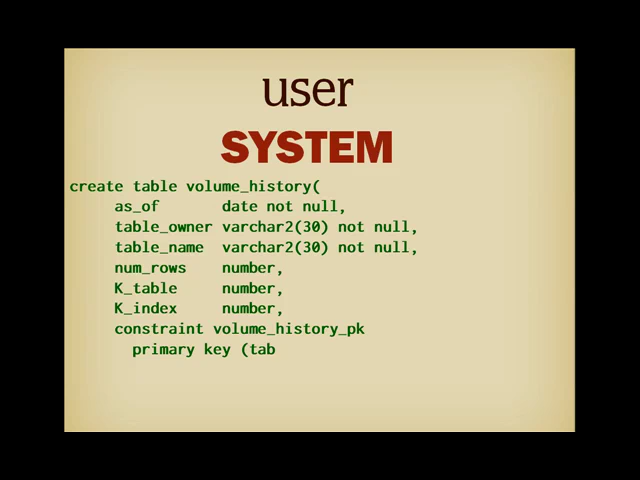 user
SYSTEM
create table volume_history(
as_of date not null,
table_owner varchar2(30) not null,
table_name varchar2(30) not null,
num_rows number,
K_table number,
K_index number,
constraint volume_history_pk
primary key (tab